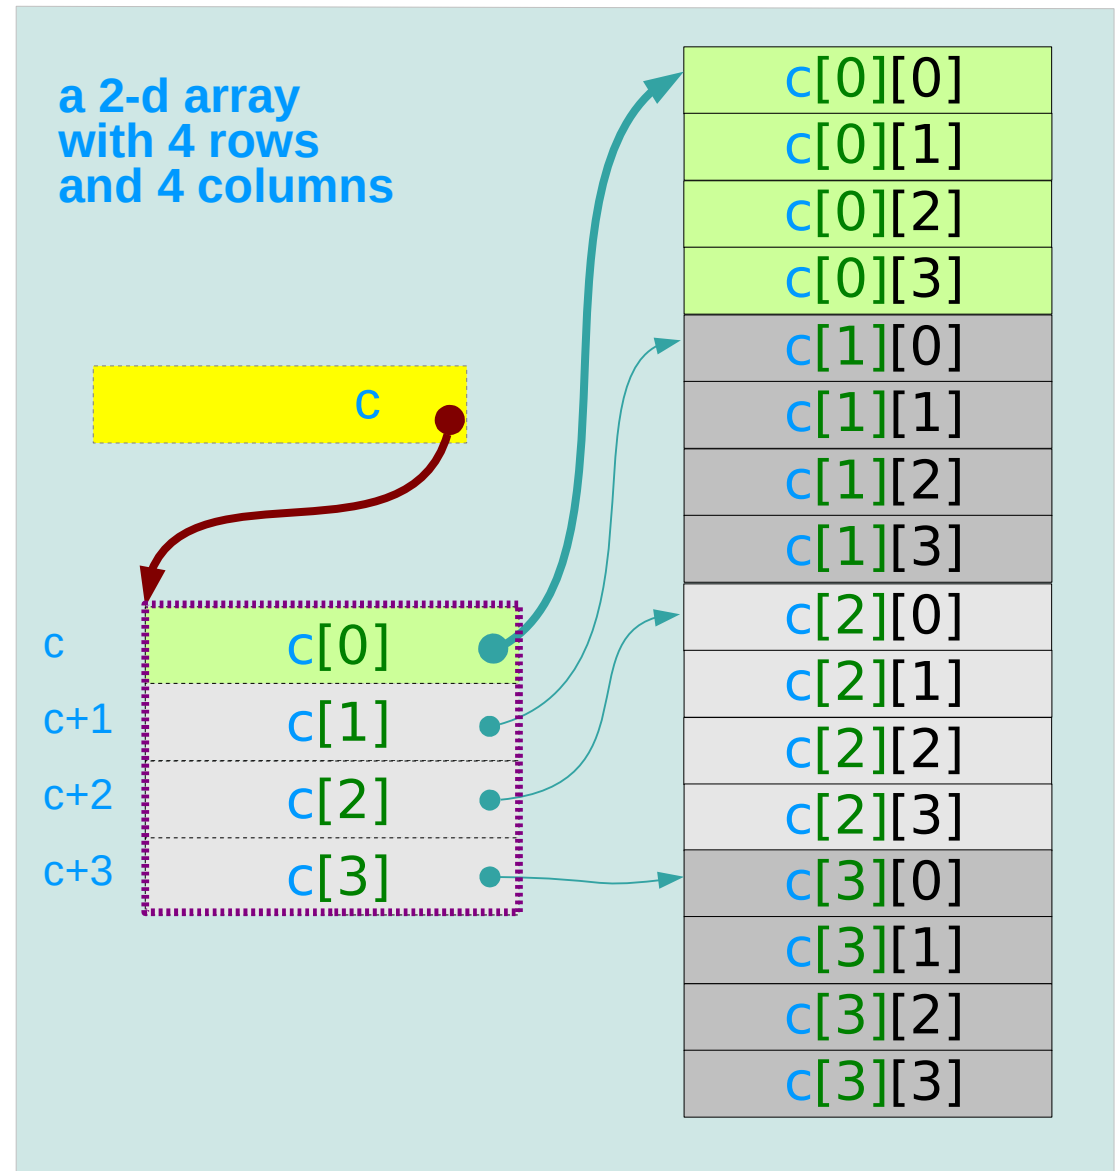 a 2-d array
with 4 rows
and 4 columns
c
c
c+1
c+2
c+3
c[0]
c[1]
c[2]
c[3]
c[0][0]
c[0][1]
c[0][2]
c[0][3]
c[1][0]
c[1][1]
c[1][2]
c[1][3]
c[2][0]
c[2][1]
c[2][2]
c[2][3]
c[3][0]
c[3][1]
c[3][2]
c[3][3]